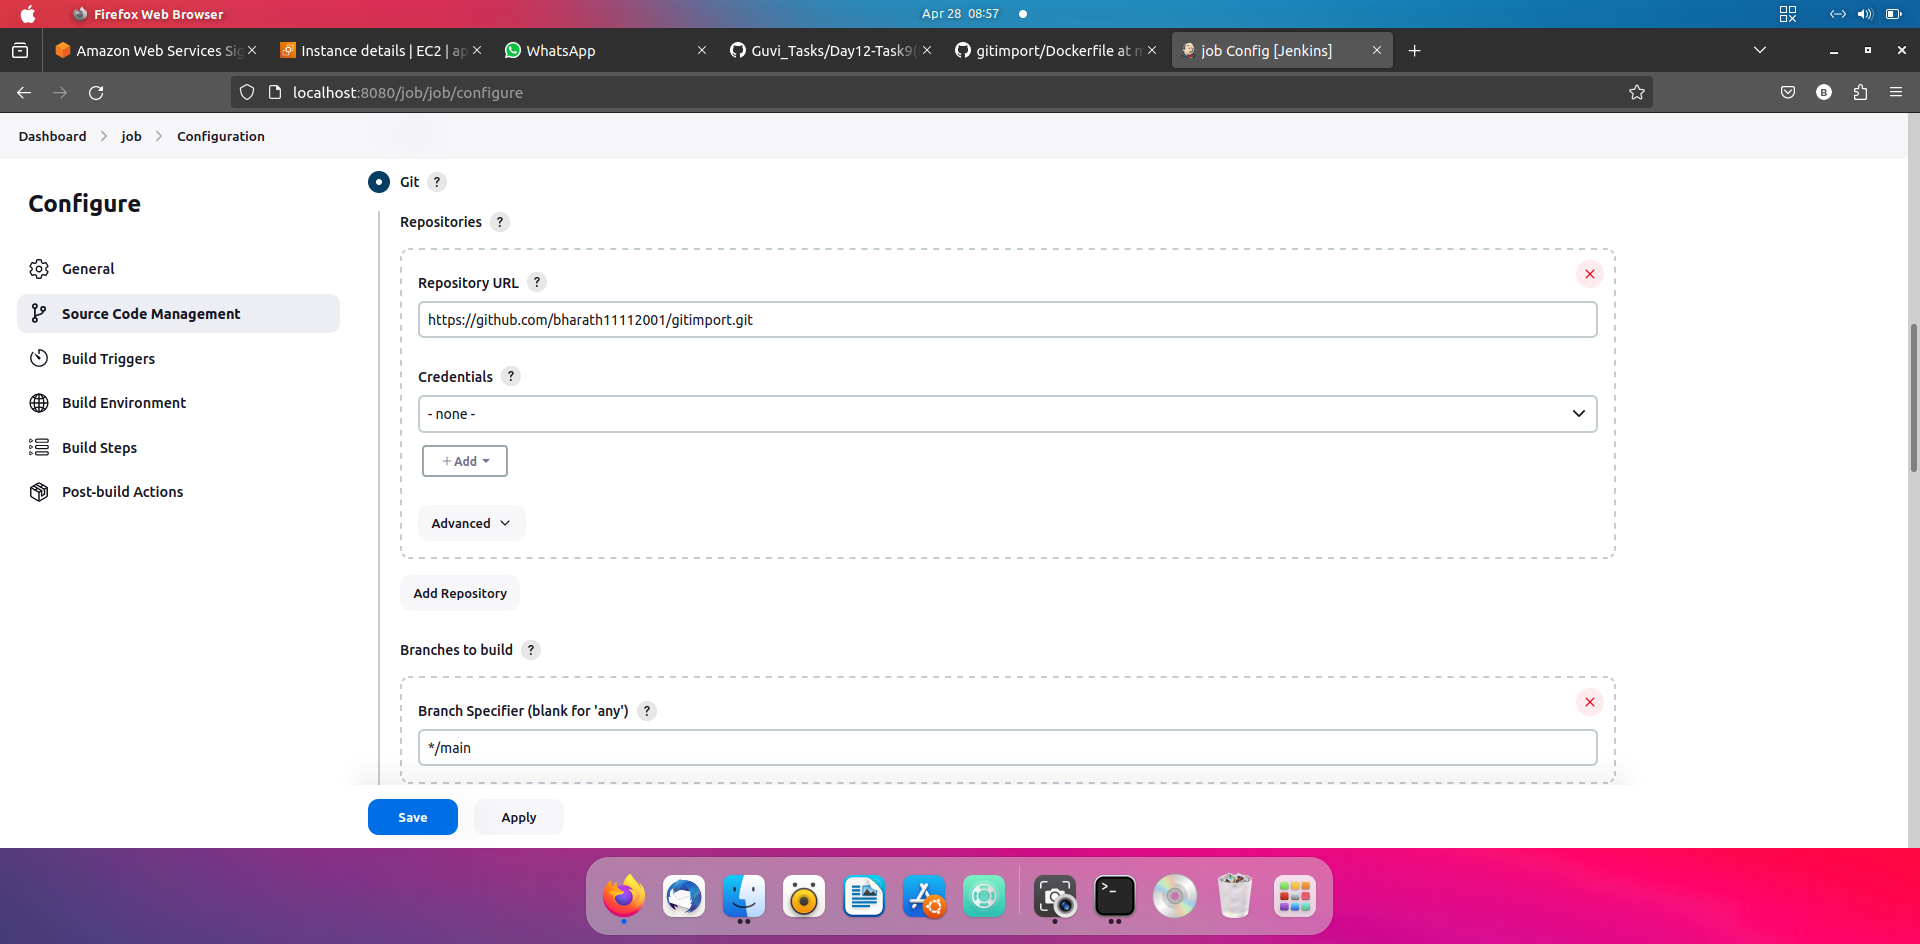 Firefox Web Browser
Apr 28 08:57
Amazon Web Services Sig
Instance details | EC2 | ap
WhatsApp
Guvi_Tasks/Day12-Task9(
gitimport/Dockerfile at m
job Config [Jenkins]
localhost:8080/job/job/configure
B
Dashboard
job
Configuration
Configure
General
Source Code Management
Build Triggers
Build Environment
Build Steps
Post-build Actions
Git ?
Repositories ?
Repository URL ?
https://github.com/bharath11112001/gitimport.git
Credentials ?
- none -
+ Add
Advanced
Add Repository
Branches to build ?
Branch Specifier (blank for 'any') ?
*/main
Save
Apply